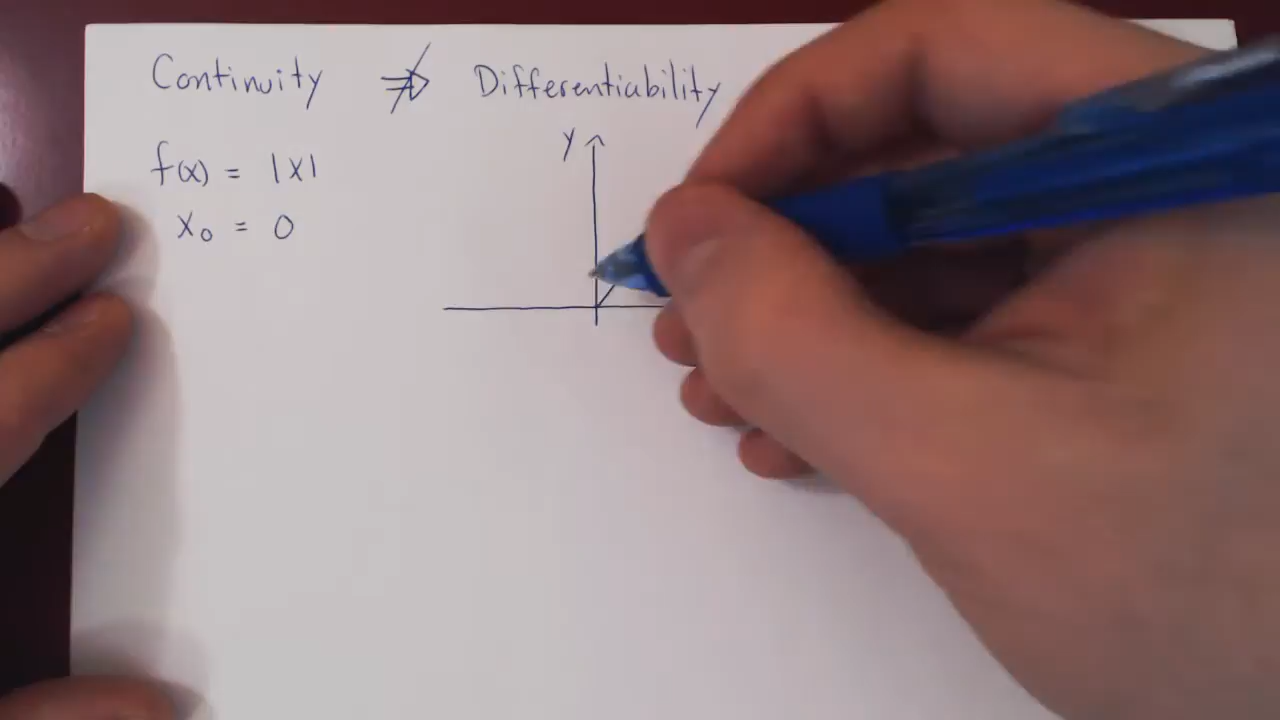 Continuity ⇏ Differentiability
y
f(x) = |x|
x₀ = 0